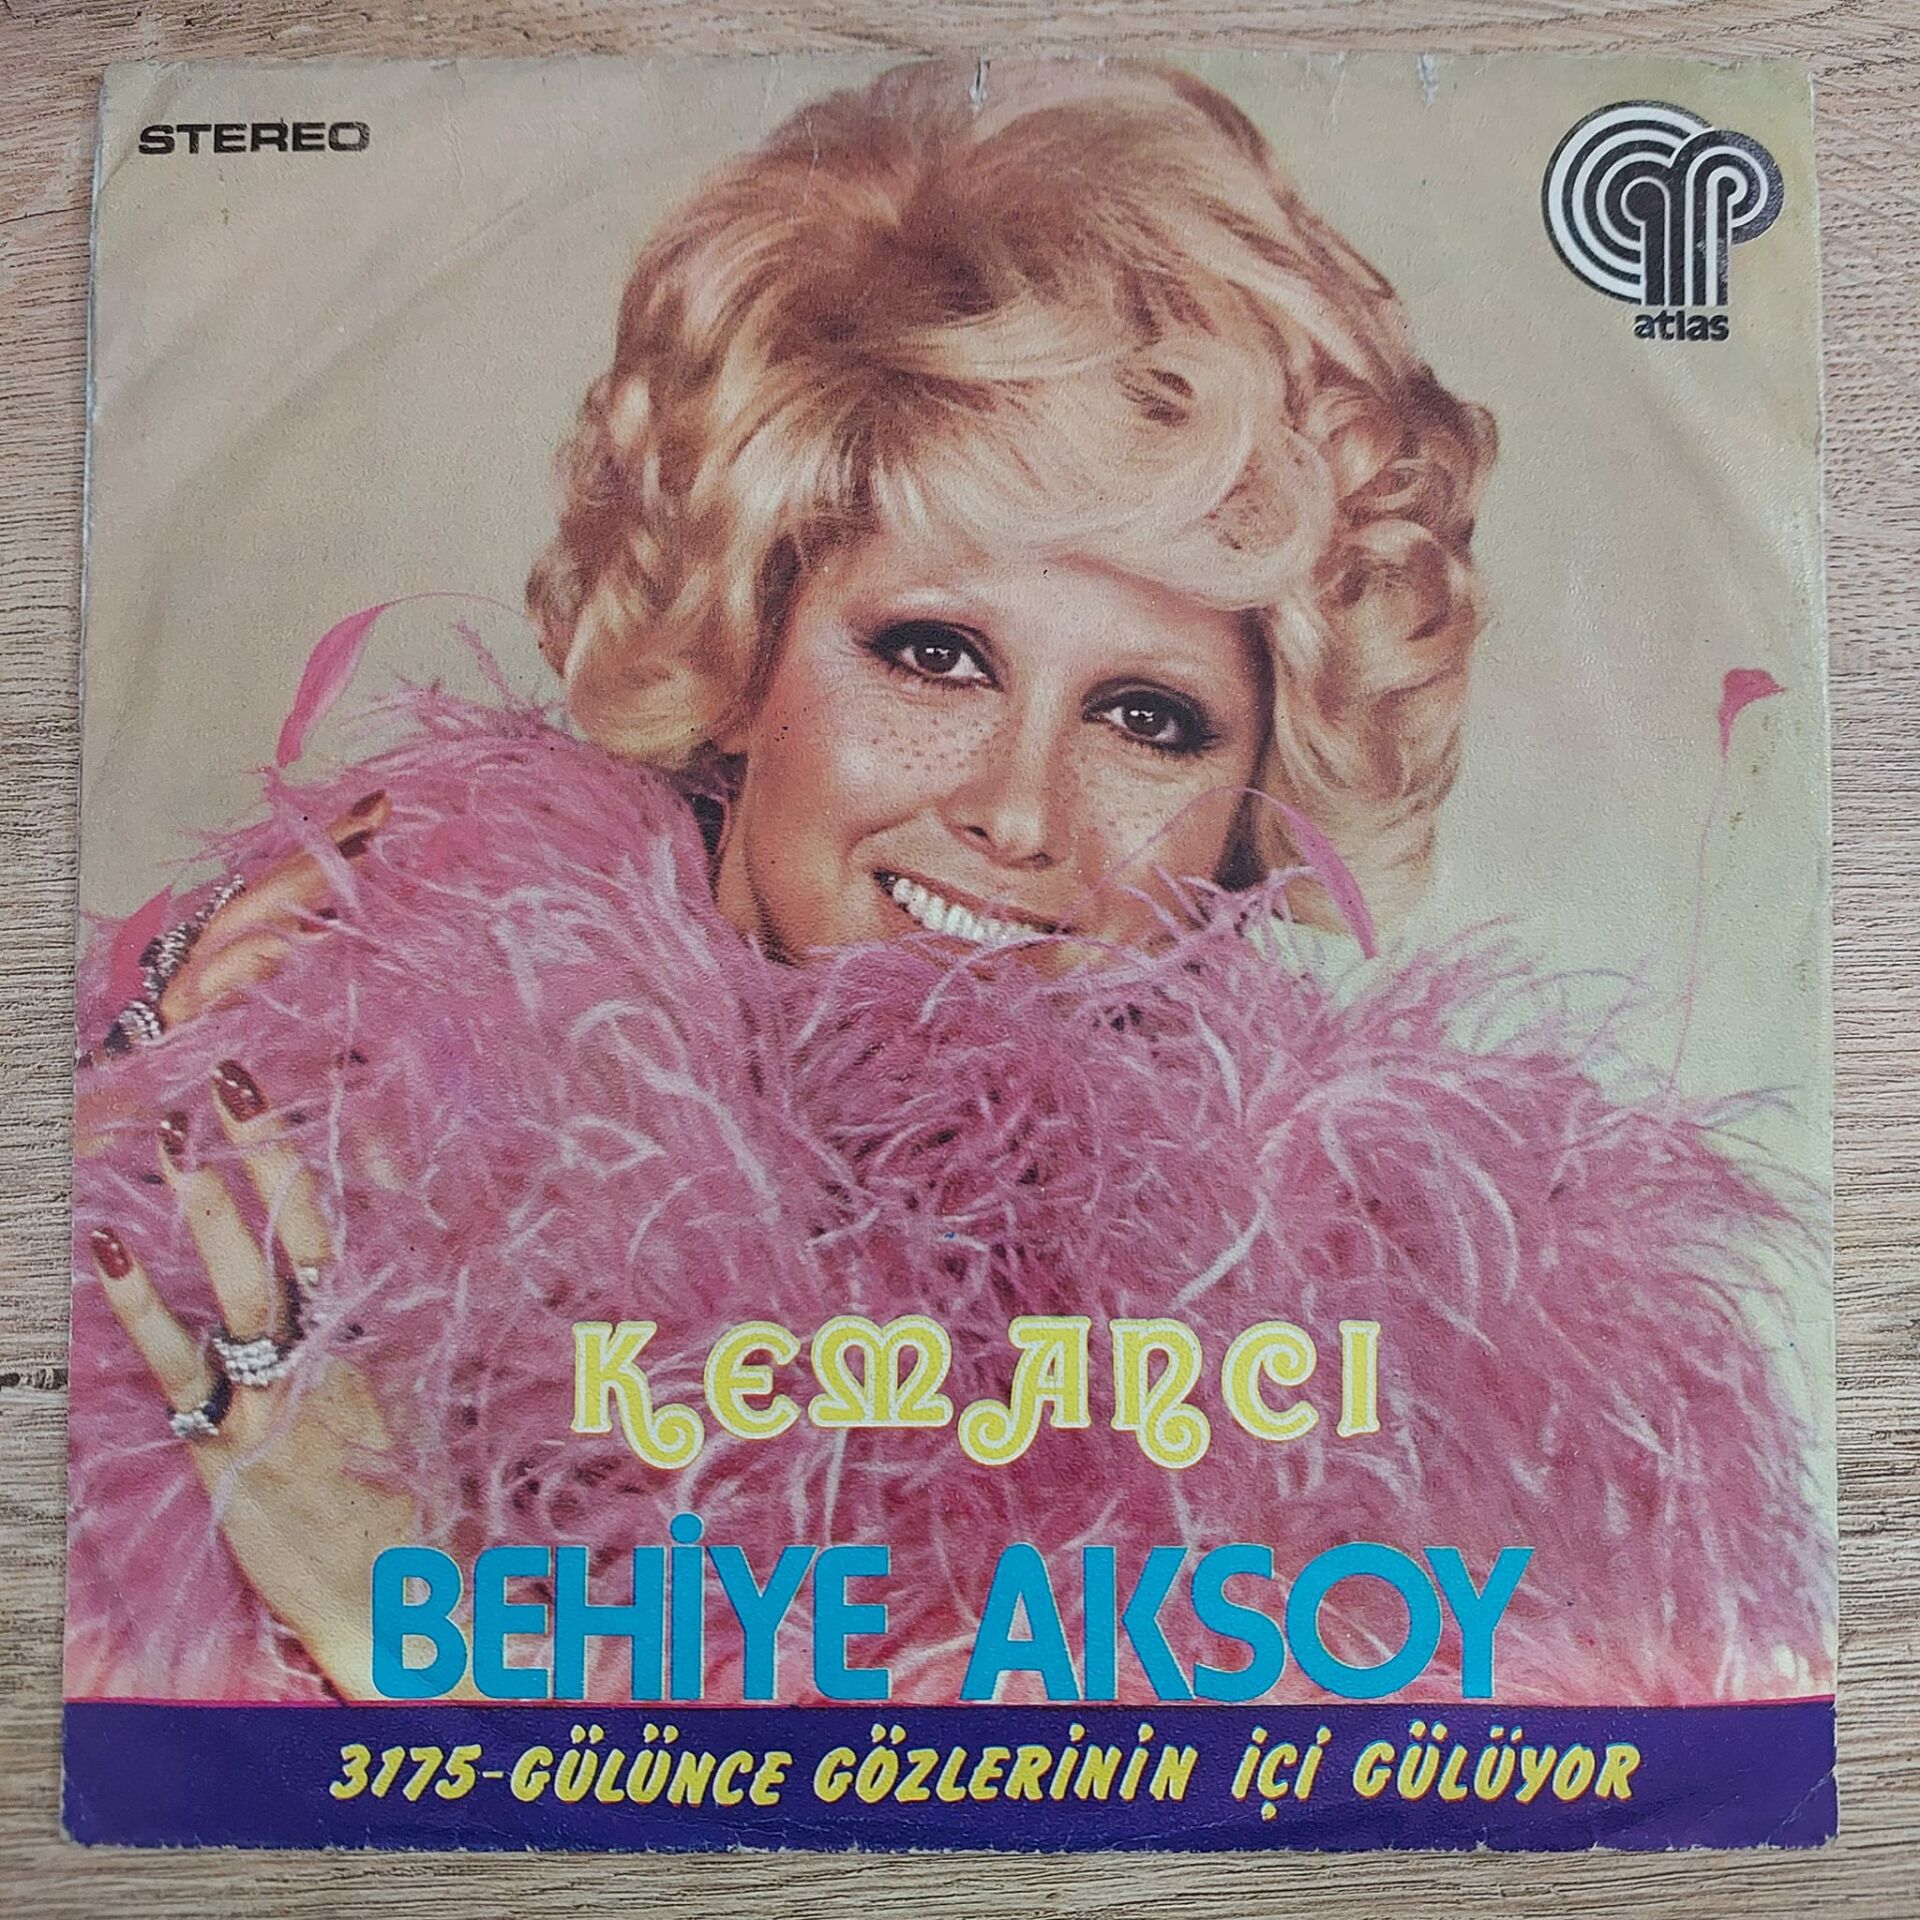 STEREO
atlas
KEMANCI
BEHİYE AKSOY
3175-GÜLÜNCE GÖZLERİNİN İÇİ GÜLÜYOR